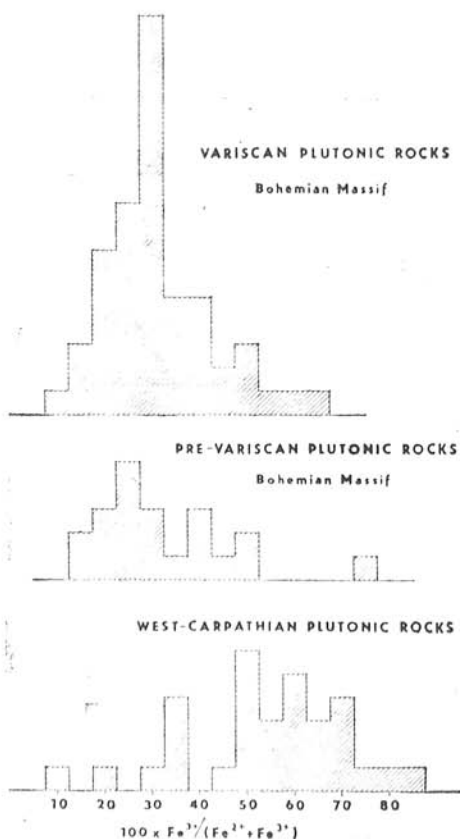 VARISCAN PLUTONIC ROCKS
Bohemian Massif
PRE-VARISCAN PLUTONIC ROCKS
Bohemian Massif
WEST-CARPATHIAN PLUTONIC ROCKS
10 20 30 40 50 60 70 80
100 x Fe³⁺/(Fe²⁺+Fe³⁺)